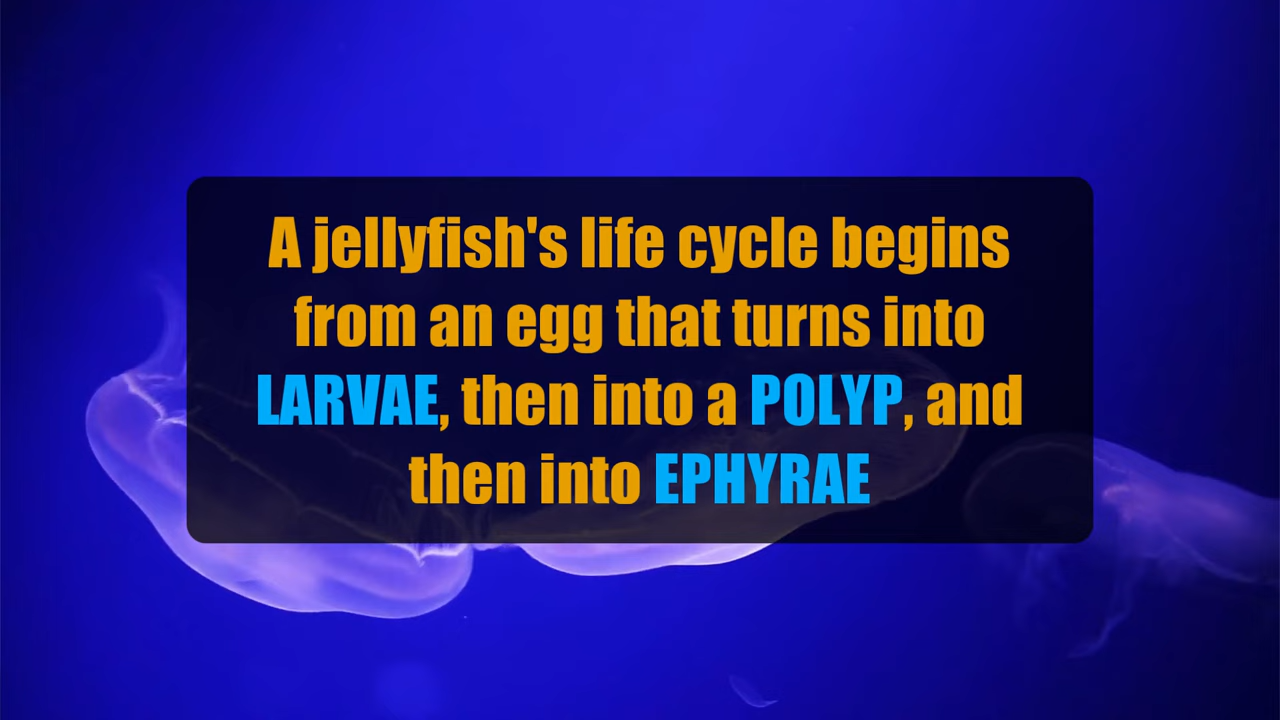 A jellyfish's life cycle begins
from an egg that turns into
LARVAE, then into a POLYP, and
then into EPHYRAE